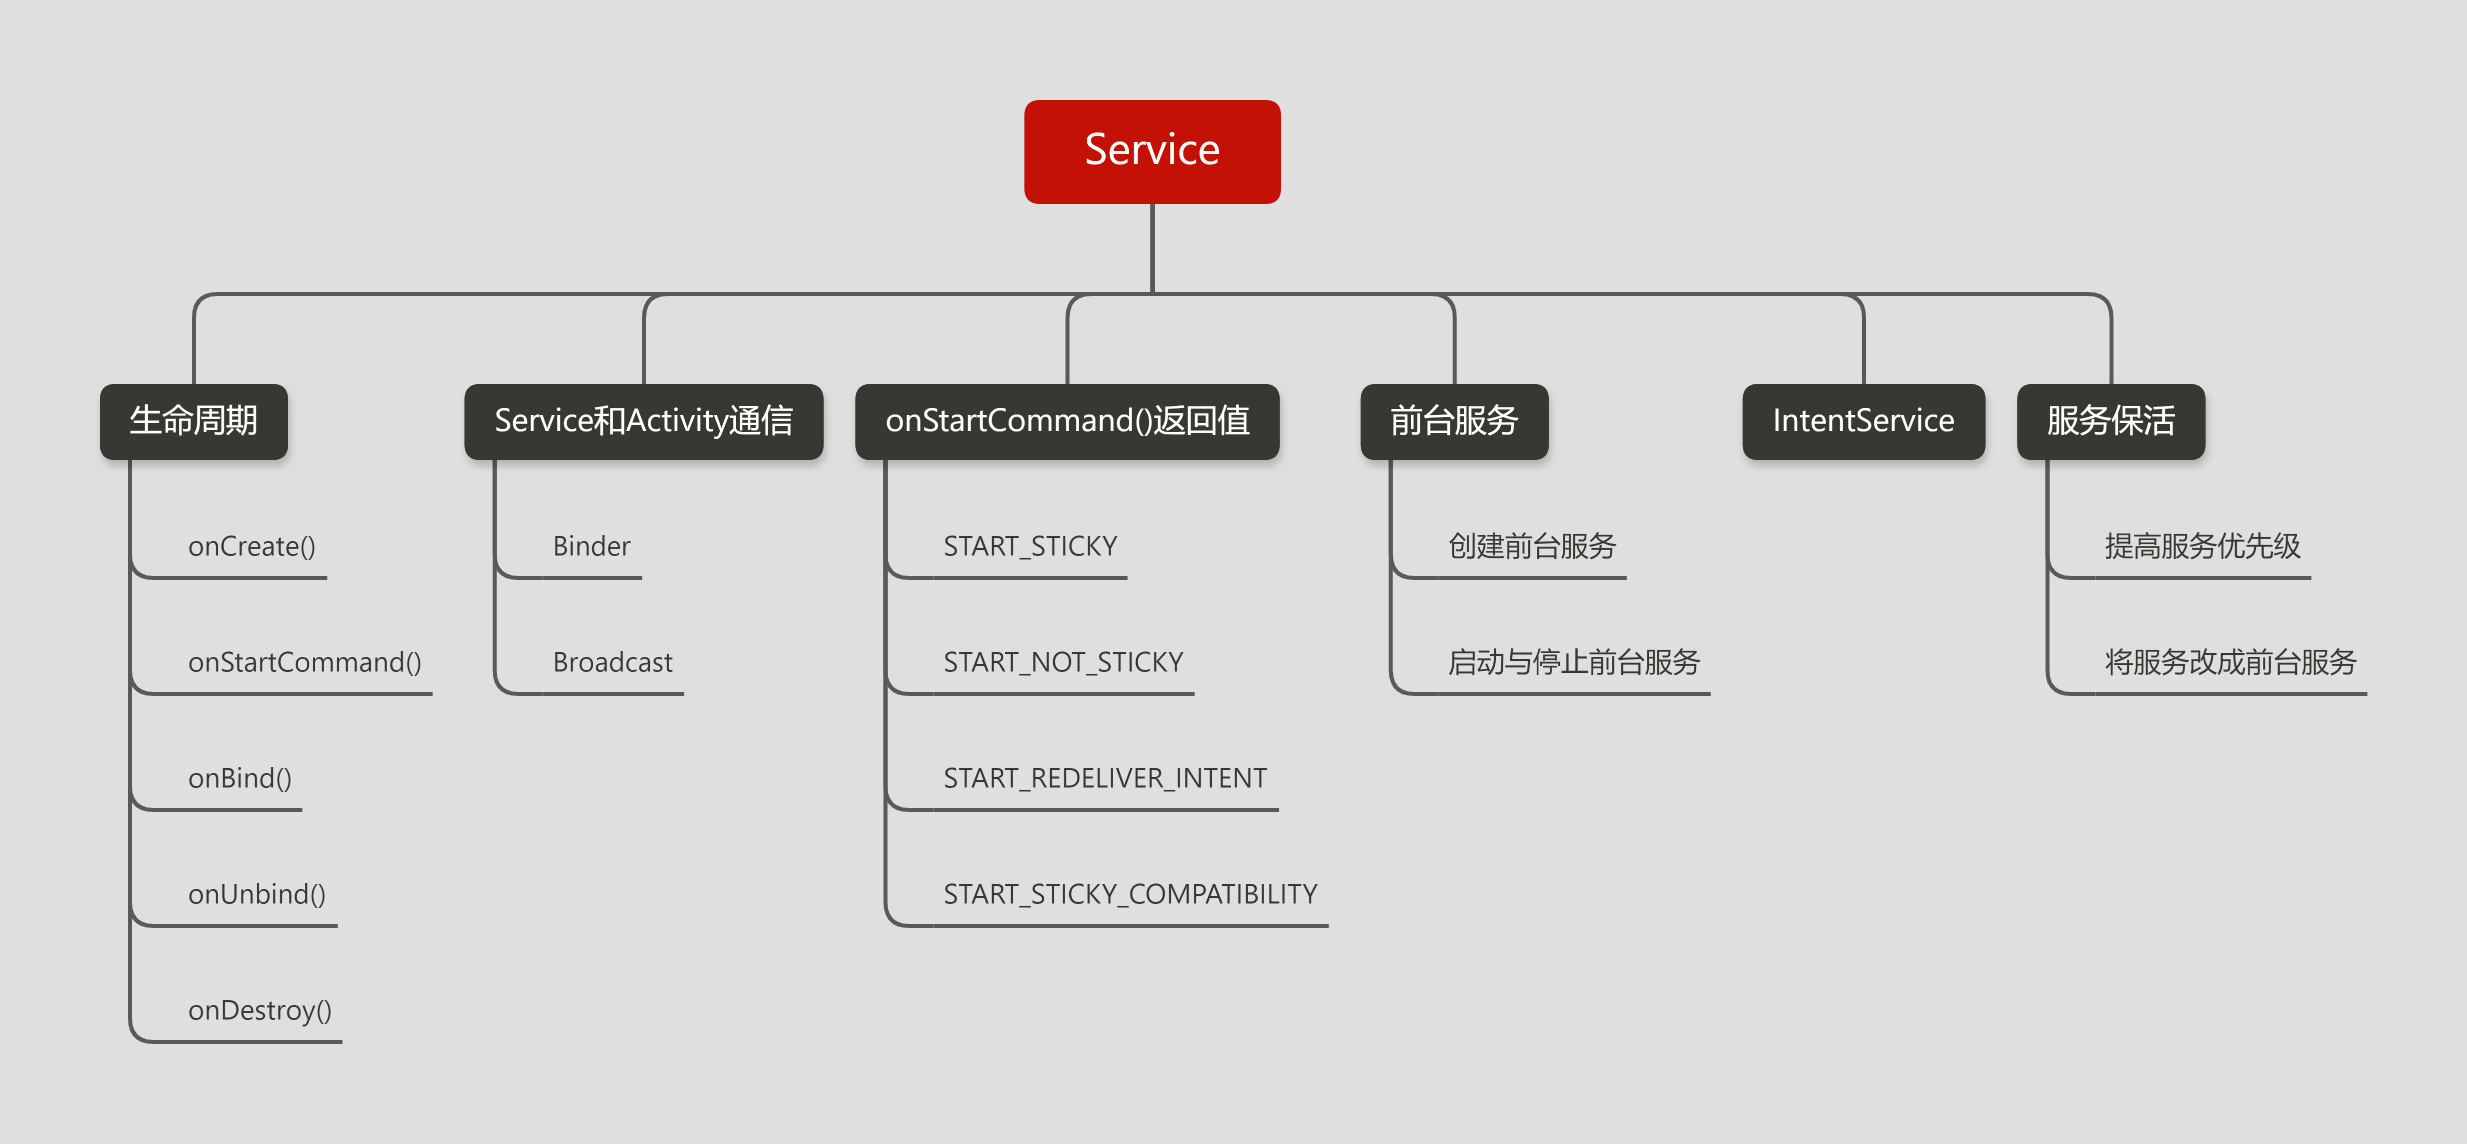 Service
生命周期
onCreate()
onStartCommand()
onBind()
onUnbind()
onDestroy()
Service和Activity通信
Binder
Broadcast
onStartCommand()返回值
START_STICKY
START_NOT_STICKY
START_REDELIVER_INTENT
START_STICKY_COMPATIBILITY
前台服务
创建前台服务
启动与停止前台服务
IntentService
服务保活
提高服务优先级
将服务改成前台服务